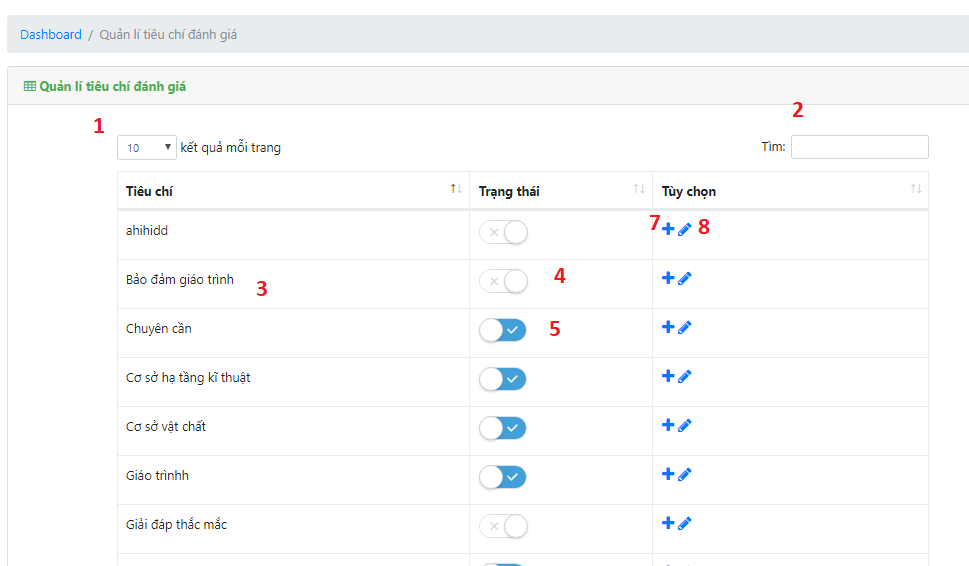 Dashboard / Quản lí tiêu chí đánh giá
Quản lí tiêu chí đánh giá
1
2
10 kết quả mỗi trang
Tìm:
Tiêu chí Trạng thái Tùy chọn
ahihidd 7 8
Bảo đảm giáo trình 3 4
Chuyên cần 5
Cơ sở hạ tầng kĩ thuật
Cơ sở vật chất
Giáo trìnhh
Giải đáp thắc mắc